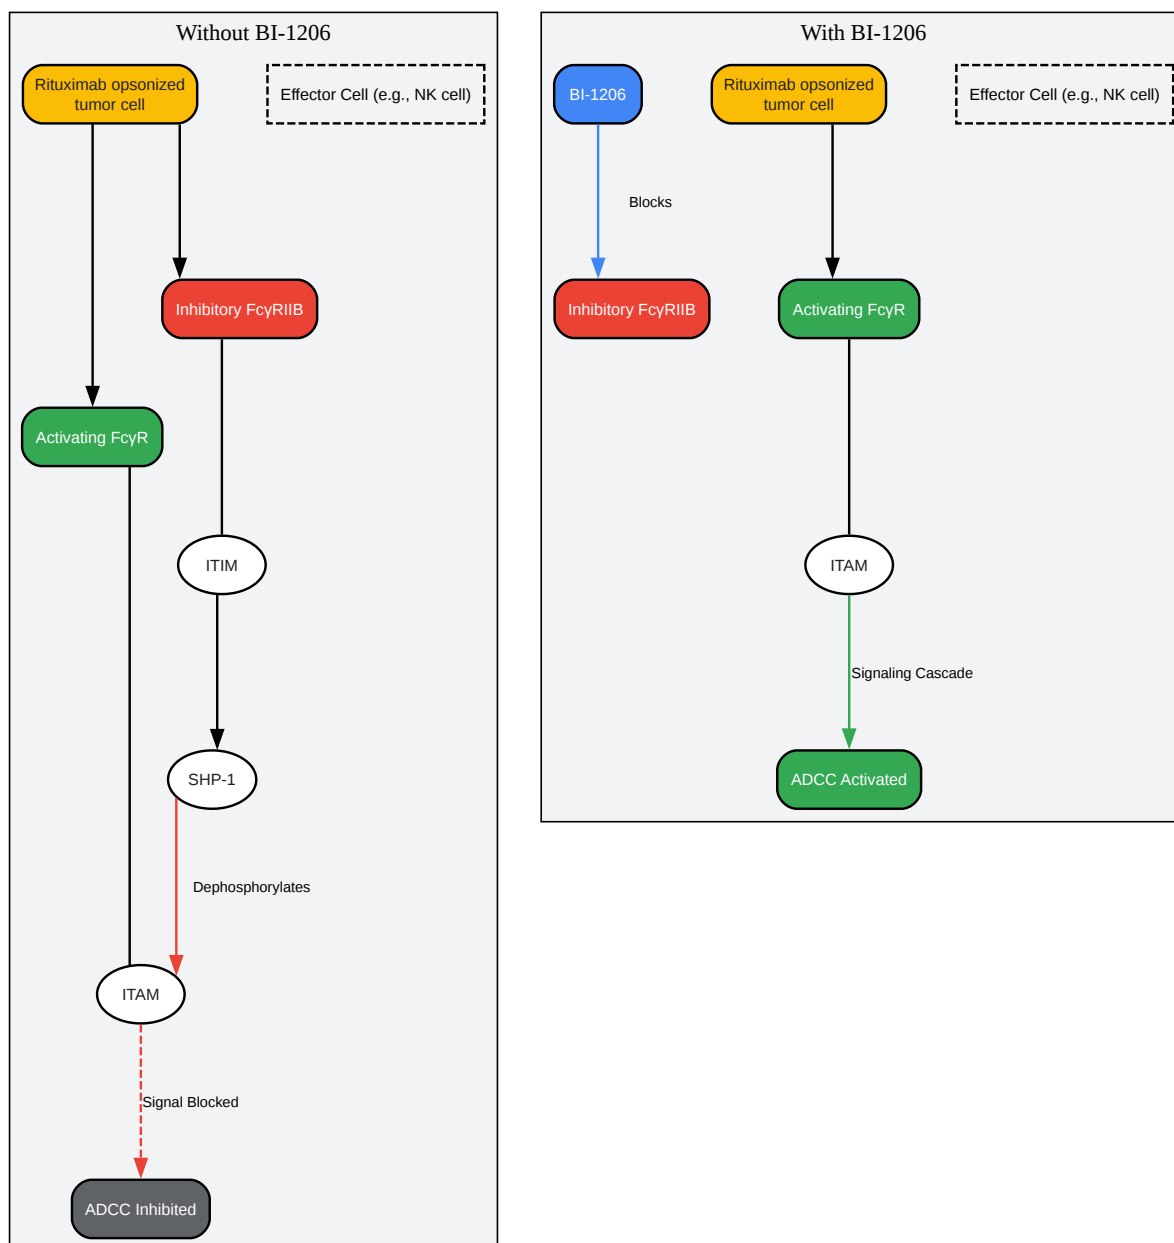 Without BI-1206
Rituximab opsonized
tumor cell
Effector Cell (e.g., NK cell)
Inhibitory FcγRIIB
Activating FcγR
ITIM
SHP-1
Dephosphorylates
ITAM
Signal Blocked
ADCC Inhibited
With BI-1206
BI-1206
Rituximab opsonized
tumor cell
Effector Cell (e.g., NK cell)
Blocks
Inhibitory FcγRIIB
Activating FcγR
ITAM
Signaling Cascade
ADCC Activated